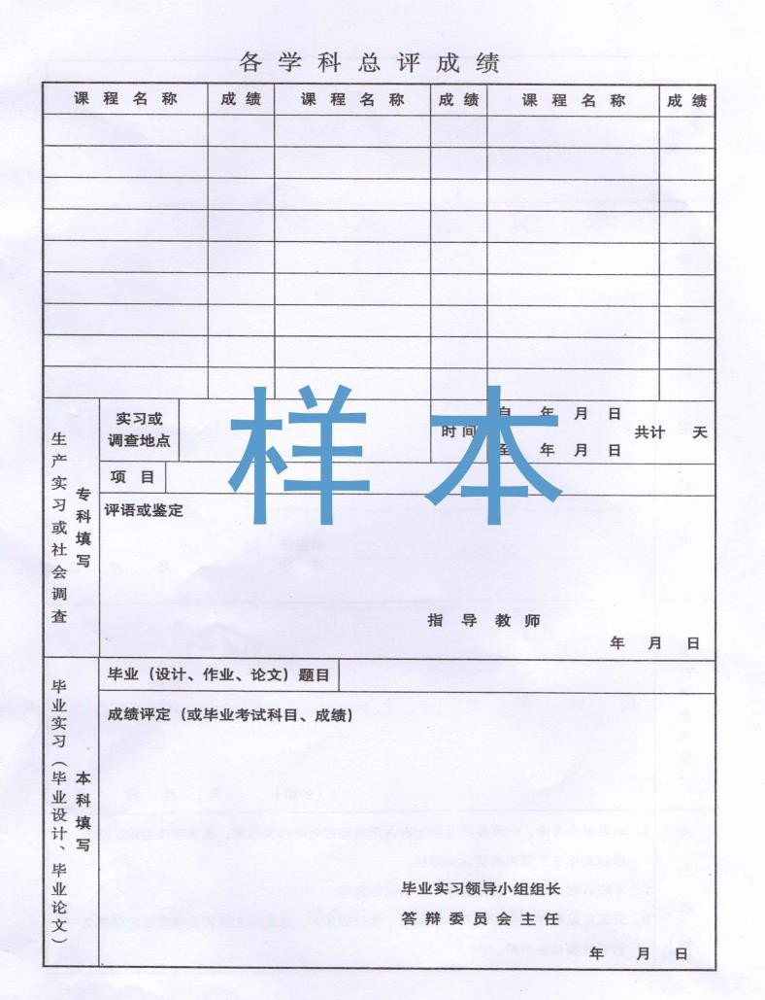 各学科总评成绩
课程名称 成绩 课程名称 成绩 课程名称 成绩
生产实习或社会调查
专科填写
实习或
调查地点
时间
自 年 月 日
至 年 月 日
共计 天
项目
评语或鉴定
样本
指导教师
年 月 日
毕业实习（毕业设计、毕业论文）
本科填写
毕业（设计、作业、论文）题目
成绩评定（或毕业考试科目、成绩）
毕业实习领导小组组长
答辩委员会主任
年 月 日